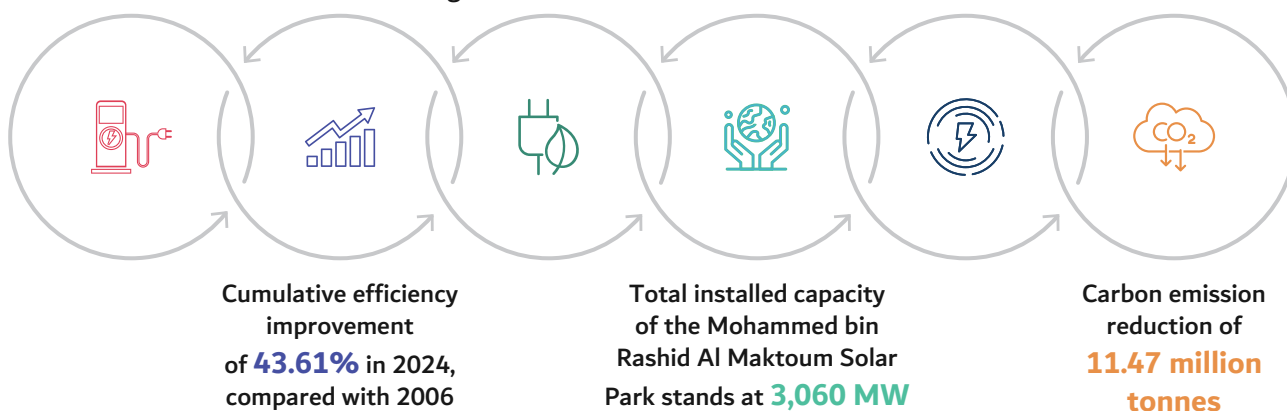 CO₂
Cumulative efficiency
improvement
of 43.61% in 2024,
compared with 2006
Total installed capacity
of the Mohammed bin
Rashid Al Maktoum Solar
Park stands at 3,060 MW
Carbon emission
reduction of
11.47 million
tonnes